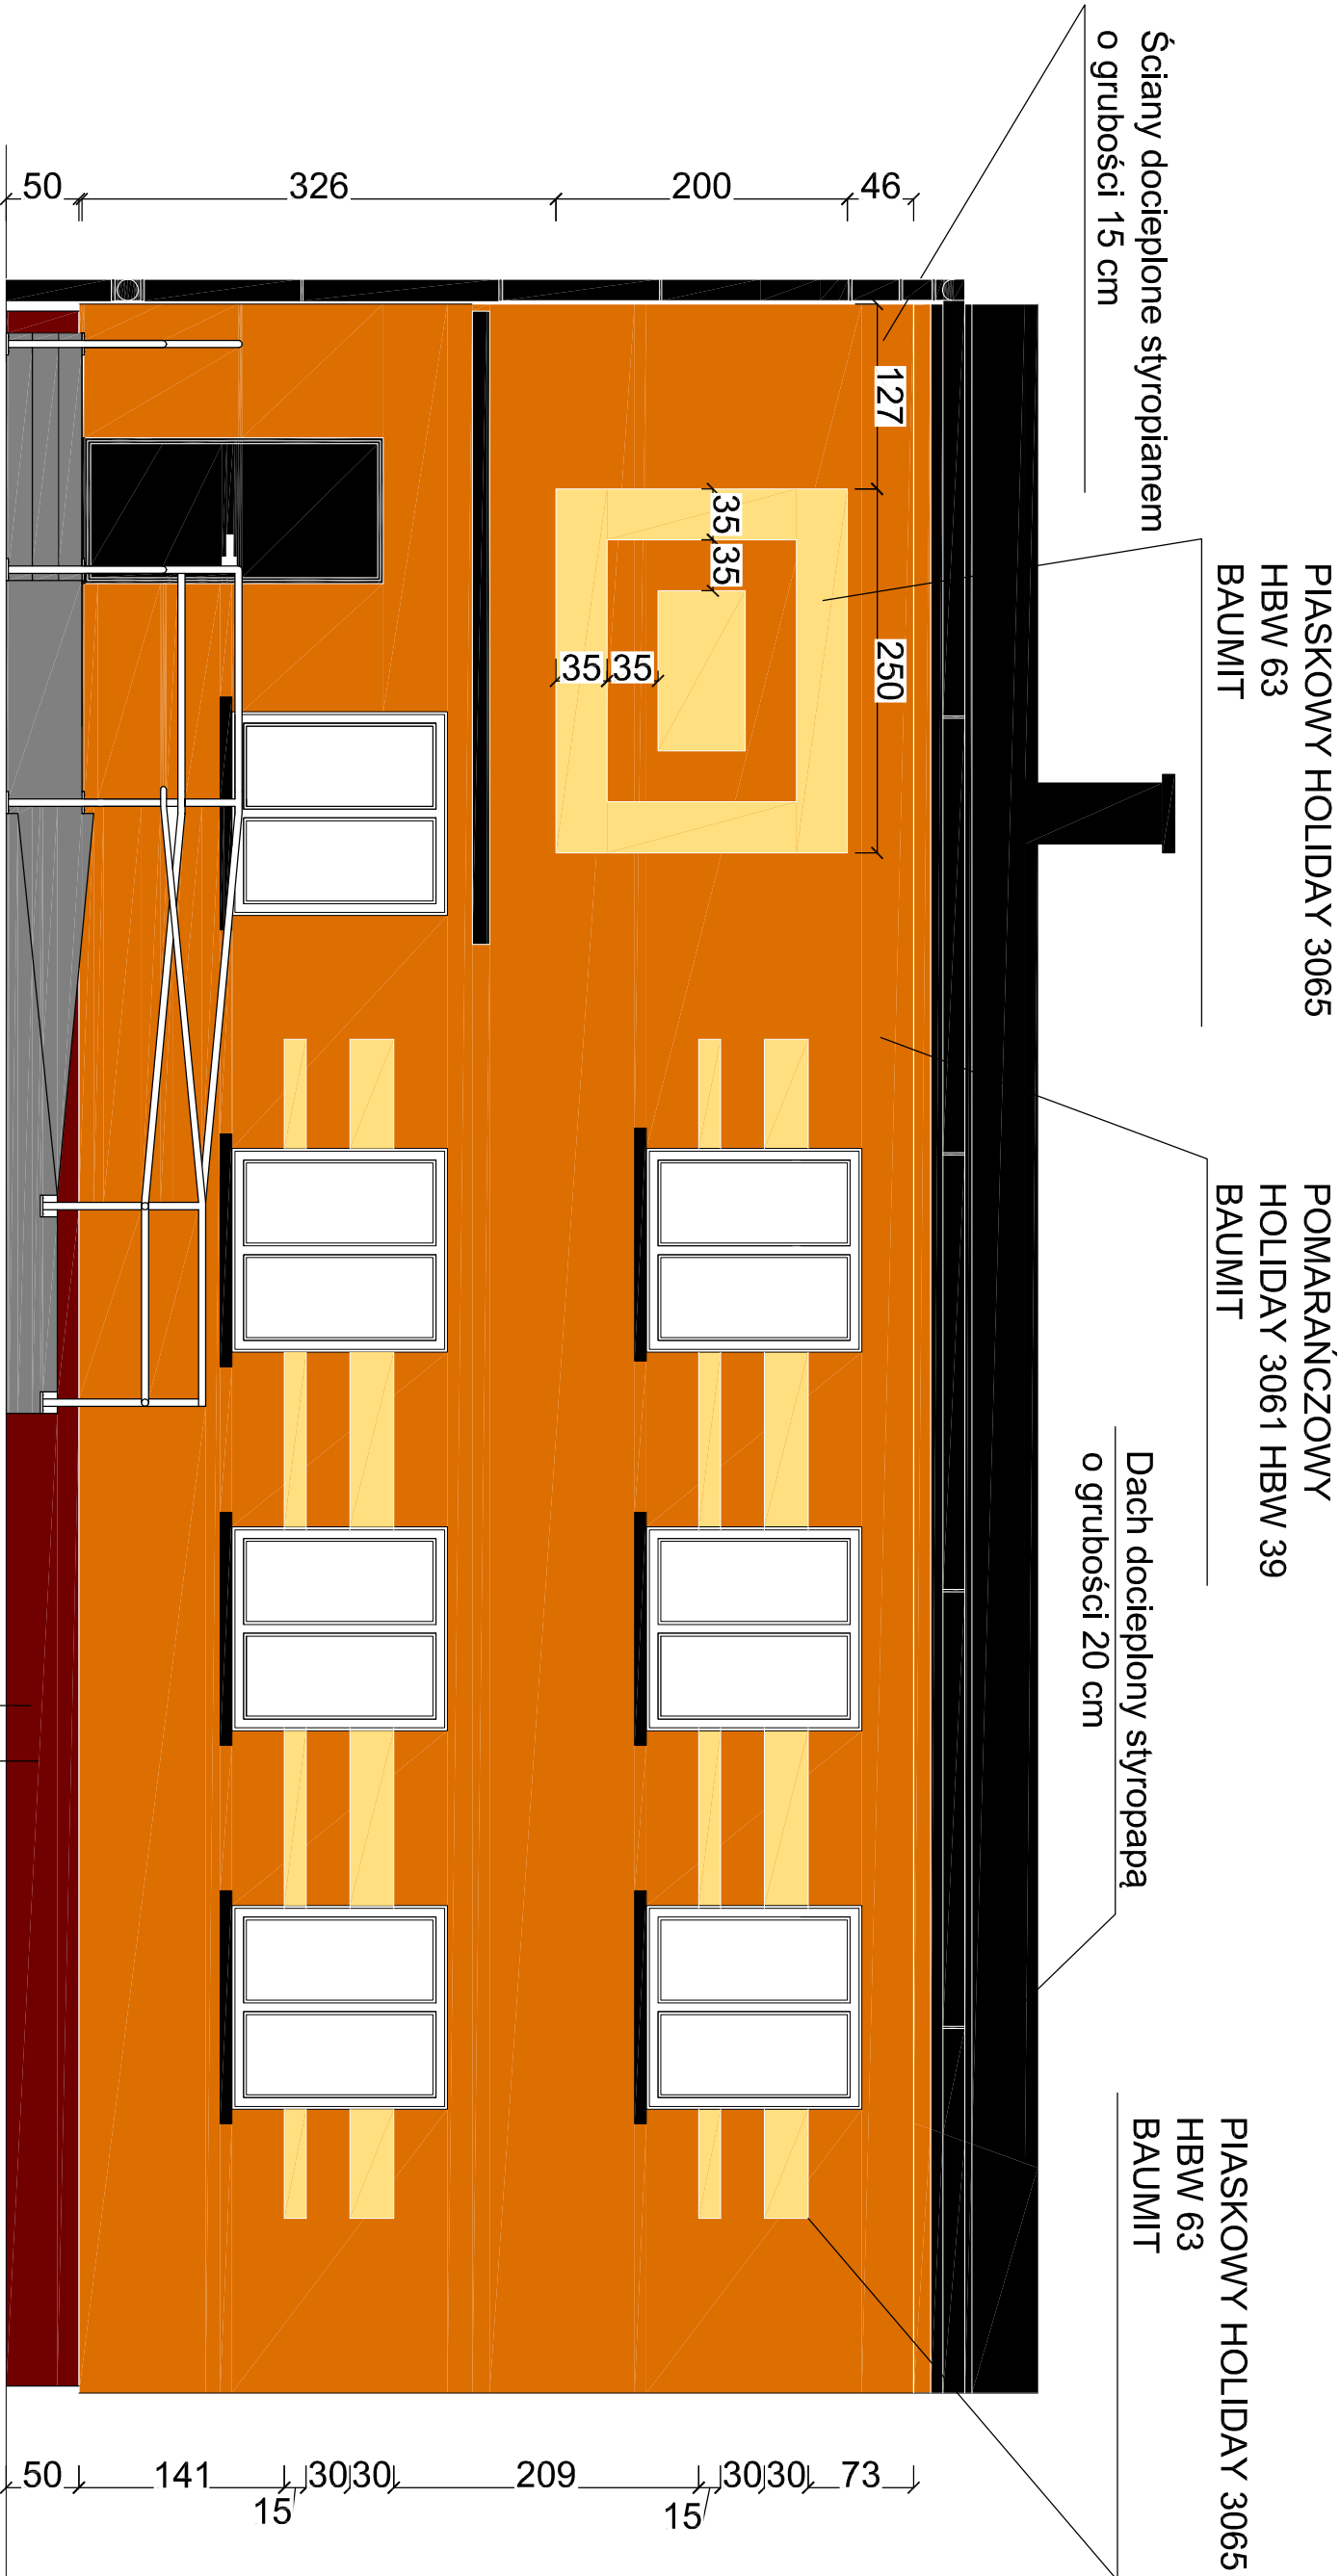 Ściany docieplone styropianem
o grubości 15 cm
PIASKOWY HOLIDAY 3065
HBW 63
BAUMIT
POMARAŃCZOWY
HOLIDAY 3061 HBW 39
BAUMIT
Dach docieplony styropapą
o grubości 20 cm
PIASKOWY HOLIDAY 3065
HBW 63
BAUMIT
50
326
200
46
127
250
35
35
35
35
50
141
15
30
30
209
15
30
30
73